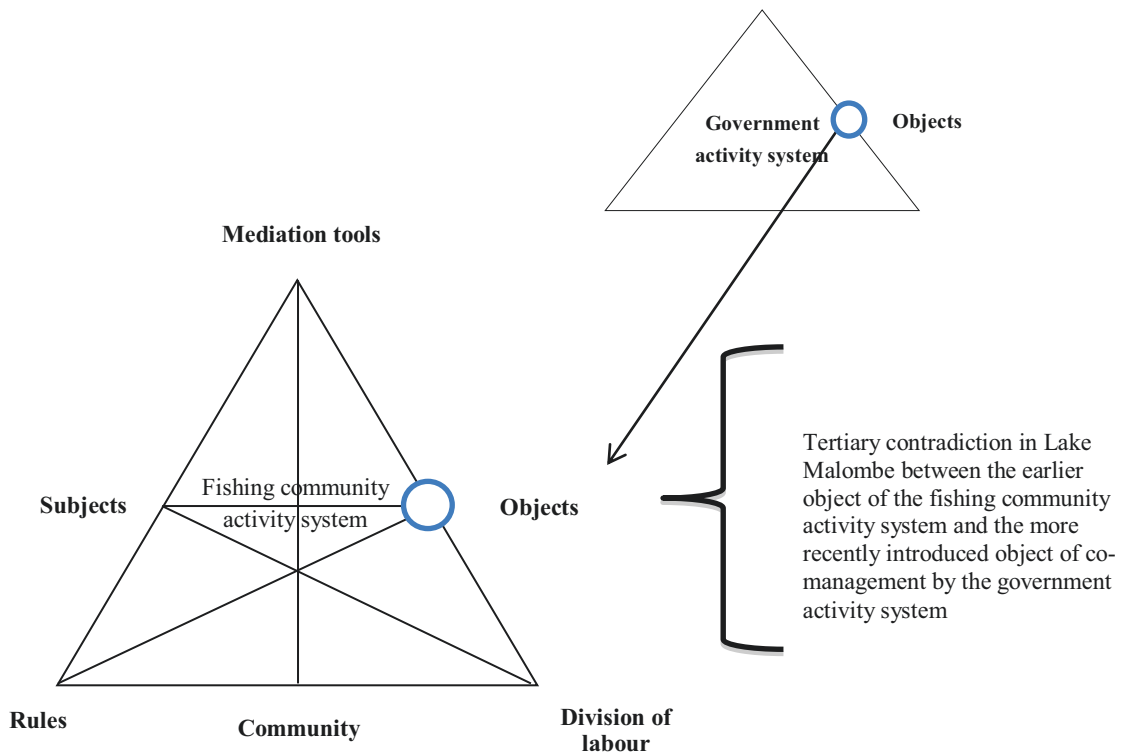 Government
activity system
Objects
Mediation tools
Subjects
Fishing community
activity system
Objects
Tertiary contradiction in Lake
Malombe between the earlier
object of the fishing community
activity system and the more
recently introduced object of co-
management by the government
activity system
Rules
Community
Division of
labour